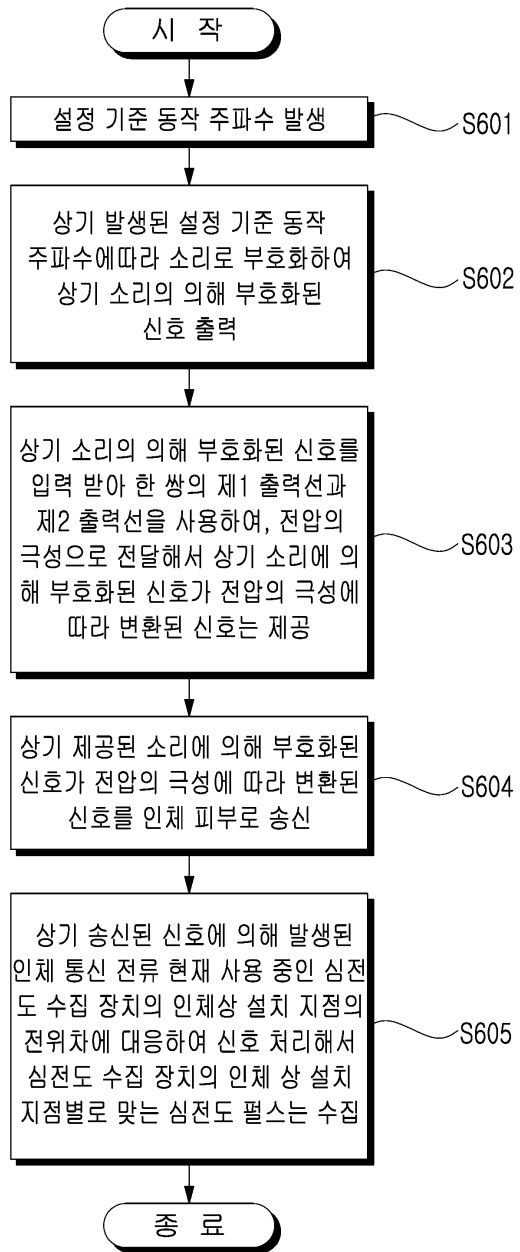 시 작
설정 기준 동작 주파수 발생
S601
상기 발생된 설정 기준 동작
주파수에따라 소리로 부호화하여
상기 소리의 의해 부호화된
신호 출력
S602
상기 소리의 의해 부호화된 신호를
입력 받아 한 쌍의 제1 출력선과
제2 출력선을 사용하여, 전압의
극성으로 전달해서 상기 소리에 의
해 부호화된 신호가 전압의 극성에
따라 변환된 신호는 제공
S603
상기 제공된 소리에 의해 부호화된
신호가 전압의 극성에 따라 변환된
신호를 인체 피부로 송신
S604
상기 송신된 신호에 의해 발생된
인체 통신 전류 현재 사용 중인 심전
도 수집 장치의 인체상 설치 지점의
전위차에 대응하여 신호 처리해서
심전도 수집 장치의 인체 상 설치
지점별로 맞는 심전도 펄스는 수집
S605
종 료